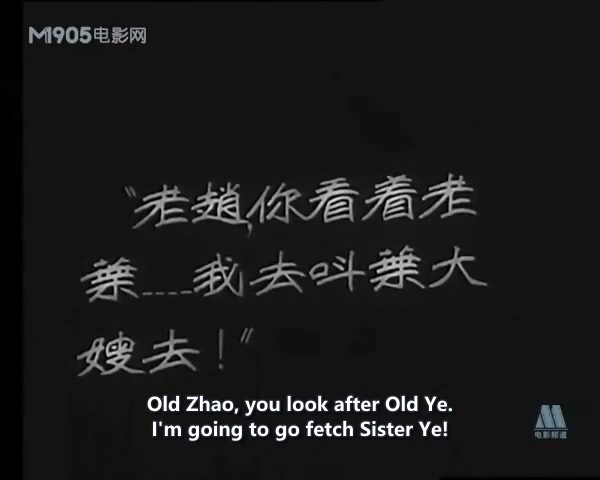 M1905电影网
"老趙,你看着老
葉....我去叫葉大
嫂去!"
Old Zhao, you look after Old Ye.
I'm going to go fetch Sister Ye!
电影频道